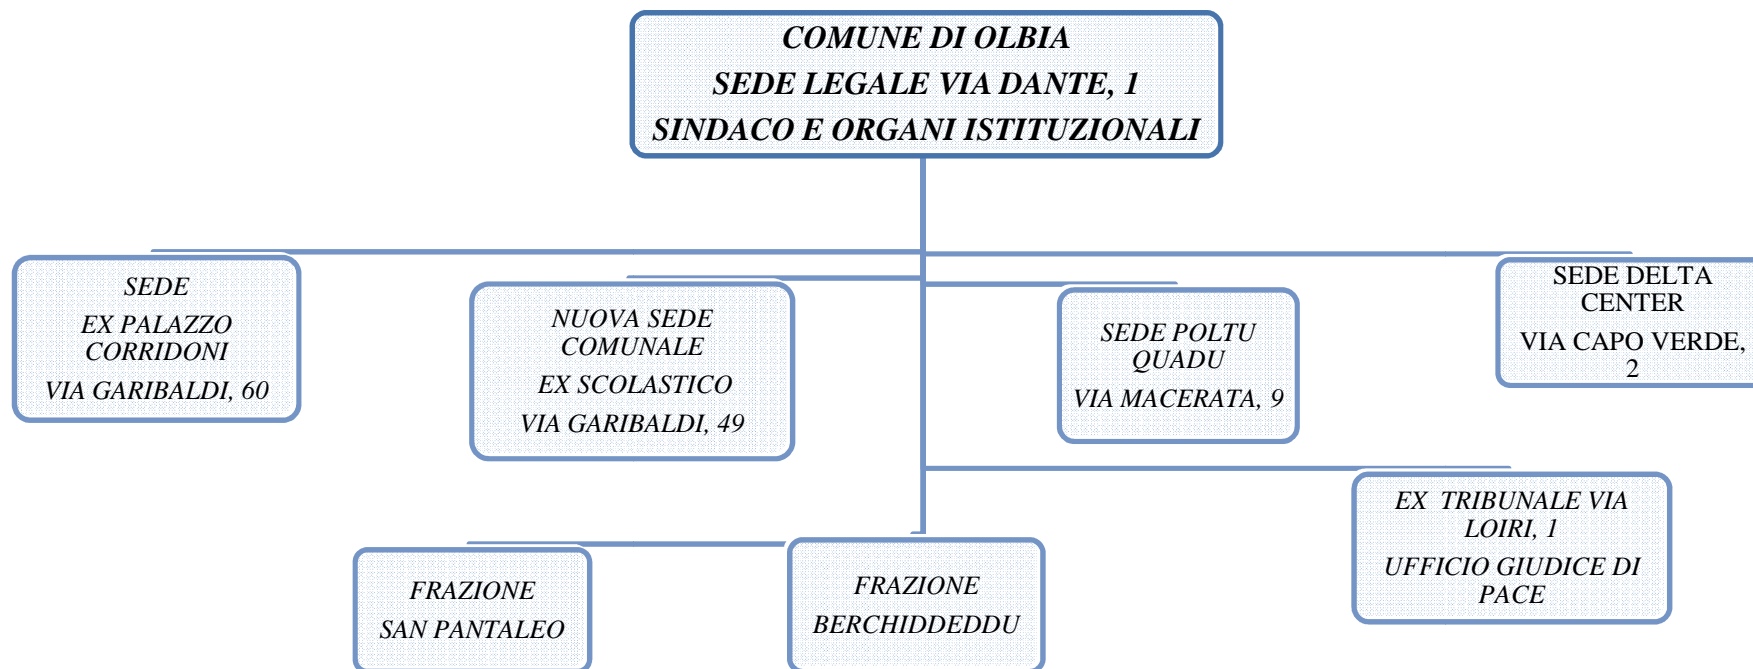 COMUNE DI OLBIA
SEDE LEGALE VIA DANTE, 1
SINDACO E ORGANI ISTITUZIONALI
SEDE
EX PALAZZO
CORRIDONI
VIA GARIBALDI, 60
NUOVA SEDE
COMUNALE
EX SCOLASTICO
VIA GARIBALDI, 49
SEDE POLTU
QUADU
VIA MACERATA, 9
SEDE DELTA
CENTER
VIA CAPO VERDE,
2
FRAZIONE
SAN PANTALEO
FRAZIONE
BERCHIDDEDDU
EX TRIBUNALE VIA
LOIRI, 1
UFFICIO GIUDICE DI
PACE